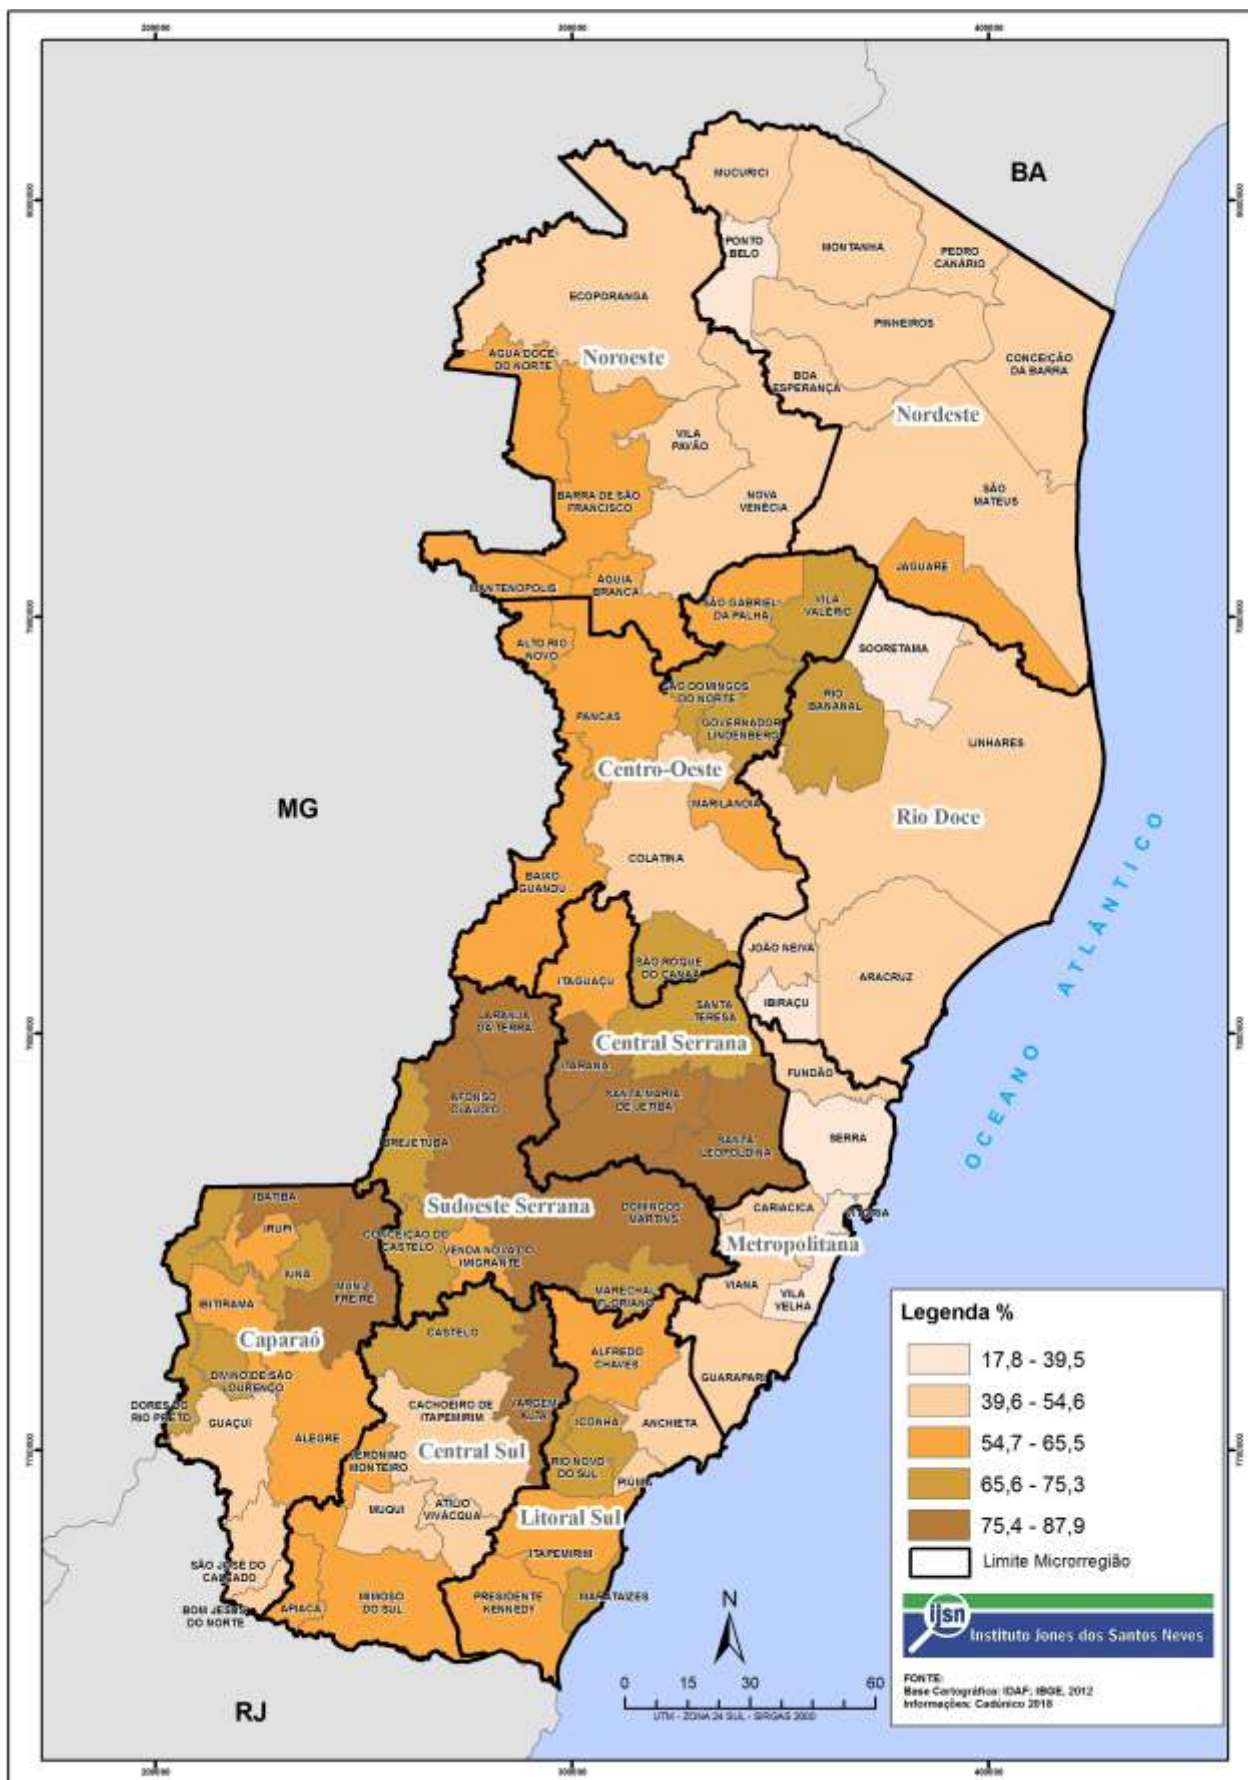 200000
300000
400000
BA
MUCURICI
PONTO
BELO
MONTANHA
PEDRO
CANÁRIO
ECOPORANGA
PINHEIROS
ÁGUA DOCE
DO NORTE
Noroeste
BOA
ESPERANÇA
CONCEIÇÃO
DA BARRA
Nordeste
VILA
PAVÃO
BARRA DE SÃO
FRANCISCO
NOVA
VENÉCIA
SÃO
MATEUS
JAGUARÉ
MANTENÓPOLIS
ÁGUIA
BRANCA
SÃO GABRIEL
DA PALHA
VILA
VALÉRIO
ALTO RIO
NOVO
SOORETAMA
SÃO DOMINGOS
DO NORTE
RIO
BANANAL
PANCAS
GOVERNADOR
LINDENBERG
LINHARES
Centro-Oeste
MARILÂNDIA
Rio Doce
MG
COLATINA
BAIXO
GUANDU
OCEANO ATLÂNTICO
JOÃO NEIVA
SÃO ROQUE
DO CANAÃ
ITAGUAÇU
ARACRUZ
IBIRAÇU
SANTA
TERESA
LARANJA
DA TERRA
Central Serrana
ITARANA
FUNDÃO
AFONSO
CLÁUDIO
SANTA MARIA
DE JETIBÁ
BREJETUBA
SANTA
LEOPOLDINA
SERRA
IBATIBA
Sudoeste Serrana
DOMINGOS
MARTINS
CARIACICA
VITÓRIA
IRUPI
CONCEIÇÃO DO
CASTELO
VENDA NOVA DO
IMIGRANTE
Metropolitana
IÚNA
MUNIZ
FREIRE
IBITIRAMA
MARECHAL
FLORIANO
VIANA
VILA
VELHA
Caparaó
CASTELO
ALFREDO
CHAVES
DIVINO DE SÃO
LOURENÇO
GUARAPARI
DORES DO
RIO PRETO
GUAÇUÍ
CACHOEIRO DE
ITAPEMIRIM
VARGEM
ALTA
ICONHA
ANCHIETA
ALEGRE
JERÔNIMO
MONTEIRO
Central Sul
RIO NOVO
DO SUL
PIÚMA
MUQUI
ATÍLIO
VIVÁCQUA
Litoral Sul
ITAPEMIRIM
SÃO JOSÉ DO
CALÇADO
BOM JESUS
DO NORTE
APIACÁ
MIMOSO
DO SUL
PRESIDENTE
KENNEDY
MARATAÍZES
RJ
N
0 15 30 60
UTM - ZONA 24 SUL - SIRGAS 2000
Legenda %
17,8 - 39,5
39,6 - 54,6
54,7 - 65,5
65,6 - 75,3
75,4 - 87,9
Limite Microrregião
ijsn
Instituto Jones dos Santos Neves
FONTE:
Base Cartográfica: IDAF; IBGE, 2012
Informações: Cadúnico 2018
200000
300000
400000